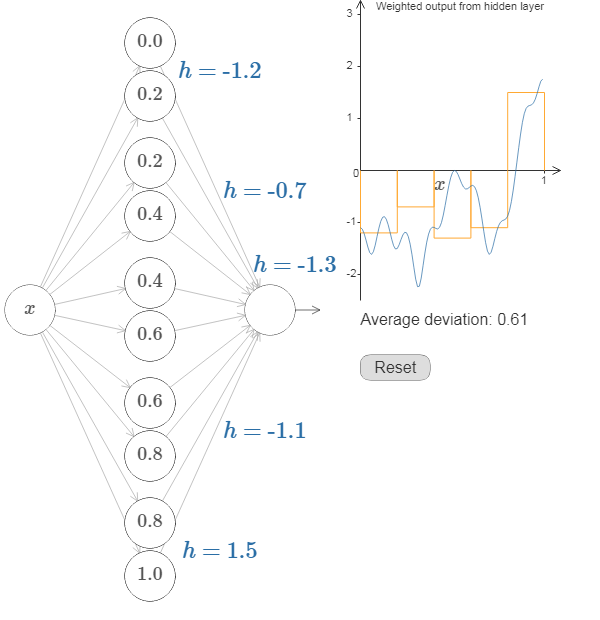 Weighted output from hidden layer
0.0
h = -1.2
0.2
0.2
h = -0.7
0.4
h = -1.3
0.4
x
0.6
0.6
h = -1.1
0.8
0.8
h = 1.5
1.0
3
2
1
0
x
1
-1
-2
Average deviation: 0.61
Reset